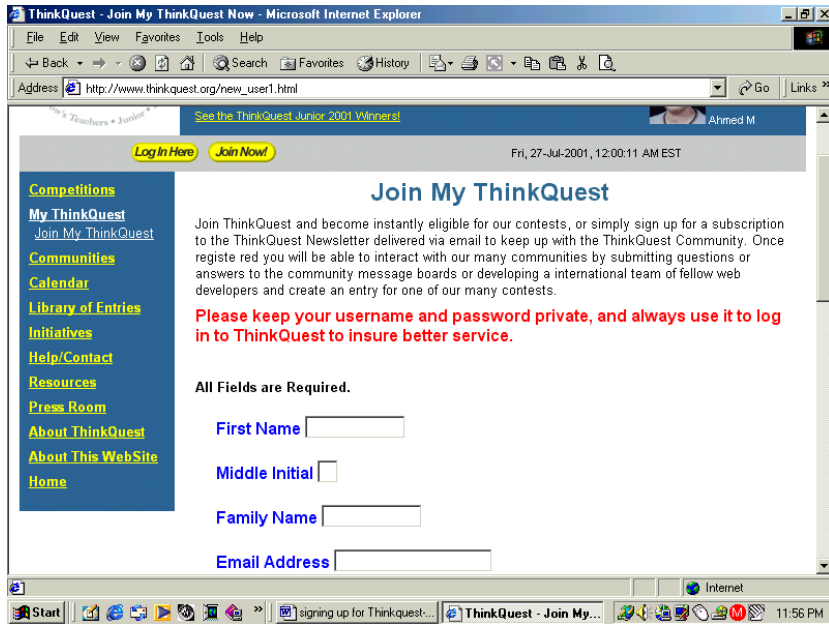 ThinkQuest - Join My ThinkQuest Now - Microsoft Internet Explorer
File Edit View Favorites Tools Help
Back Search Favorites History
Address http://www.thinkquest.org/new_user1.html Go Links »
Teachers • Junior
See the ThinkQuest Junior 2001 Winners!
Ahmed M
Log In Here Join Now! Fri, 27-Jul-2001, 12:00:11 AM EST
Competitions
My ThinkQuest
Join My ThinkQuest
Communities
Calendar
Library of Entries
Initiatives
Help/Contact
Resources
Press Room
About ThinkQuest
About This WebSite
Home
Join My ThinkQuest
Join ThinkQuest and become instantly eligible for our contests, or simply sign up for a subscription
to the ThinkQuest Newsletter delivered via email to keep up with the ThinkQuest Community. Once
registe red you will be able to interact with our many communities by submitting questions or
answers to the community message boards or developing a international team of fellow web
developers and create an entry for one of our many contests.
Please keep your username and password private, and always use it to log
in to ThinkQuest to insure better service.
All Fields are Required.
First Name
Middle Initial
Family Name
Email Address
Internet
Start » signing up for Thinkquest-... ThinkQuest - Join My... 11:56 PM